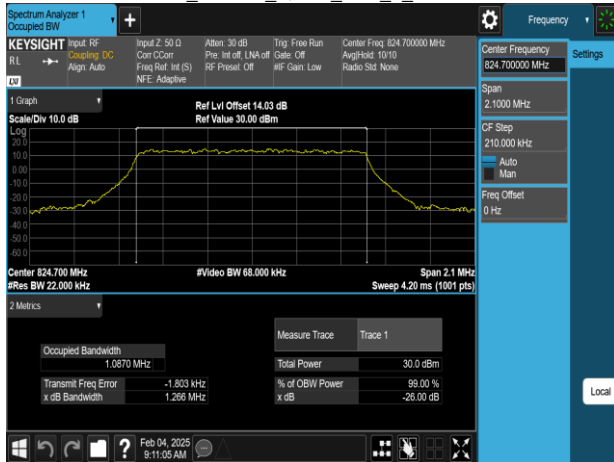 Spectrum Analyzer 1
Occupied BW
Frequency
KEYSIGHT
RL
LXI
Input: RF
Coupling: DC
Align: Auto
Input Z: 50 Ω
Corr CCorr
Freq Ref: Int (S)
NFE: Adaptive
Atten: 30 dB
Pre: Int off, LNA off
RF Preset: Off
Trig: Free Run
Gate: Off
#IF Gain: Low
Center Freq: 824.700000 MHz
Avg|Hold: 10/10
Radio Std: None
Center Frequency
824.700000 MHz
Settings
Span
2.1000 MHz
CF Step
210.000 kHz
Auto
Man
Freq Offset
0 Hz
1 Graph
Scale/Div 10.0 dB
Ref Lvl Offset 14.03 dB
Ref Value 30.00 dBm
Log
20.0
10.0
0.00
-10.0
-20.0
-30.0
-40.0
-50.0
-60.0
Center 824.700 MHz
#Res BW 22.000 kHz
#Video BW 68.000 kHz
Span 2.1 MHz
Sweep 4.20 ms (1001 pts)
2 Metrics
Measure Trace Trace 1
Occupied Bandwidth
1.0870 MHz
Total Power 30.0 dBm
Transmit Freq Error -1.803 kHz
% of OBW Power 99.00 %
x dB Bandwidth 1.266 MHz
x dB -26.00 dB
Local
?
Feb 04, 2025
9:11:05 AM